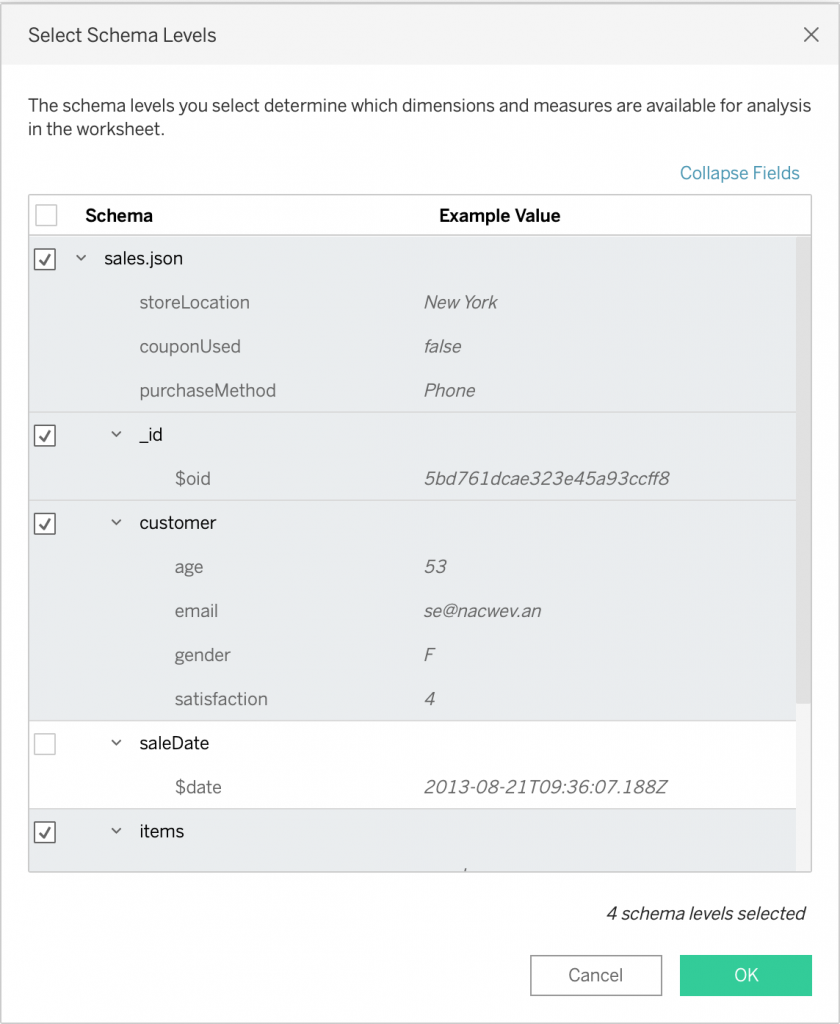 Select Schema Levels
The schema levels you select determine which dimensions and measures are available for analysis
in the worksheet.
Collapse Fields
Schema Example Value
sales.json
storeLocation New York
couponUsed false
purchaseMethod Phone
_id
$oid 5bd761dcae323e45a93ccff8
customer
age 53
email se@nacwev.an
gender F
satisfaction 4
saleDate
$date 2013-08-21T09:36:07.188Z
items
4 schema levels selected
Cancel OK